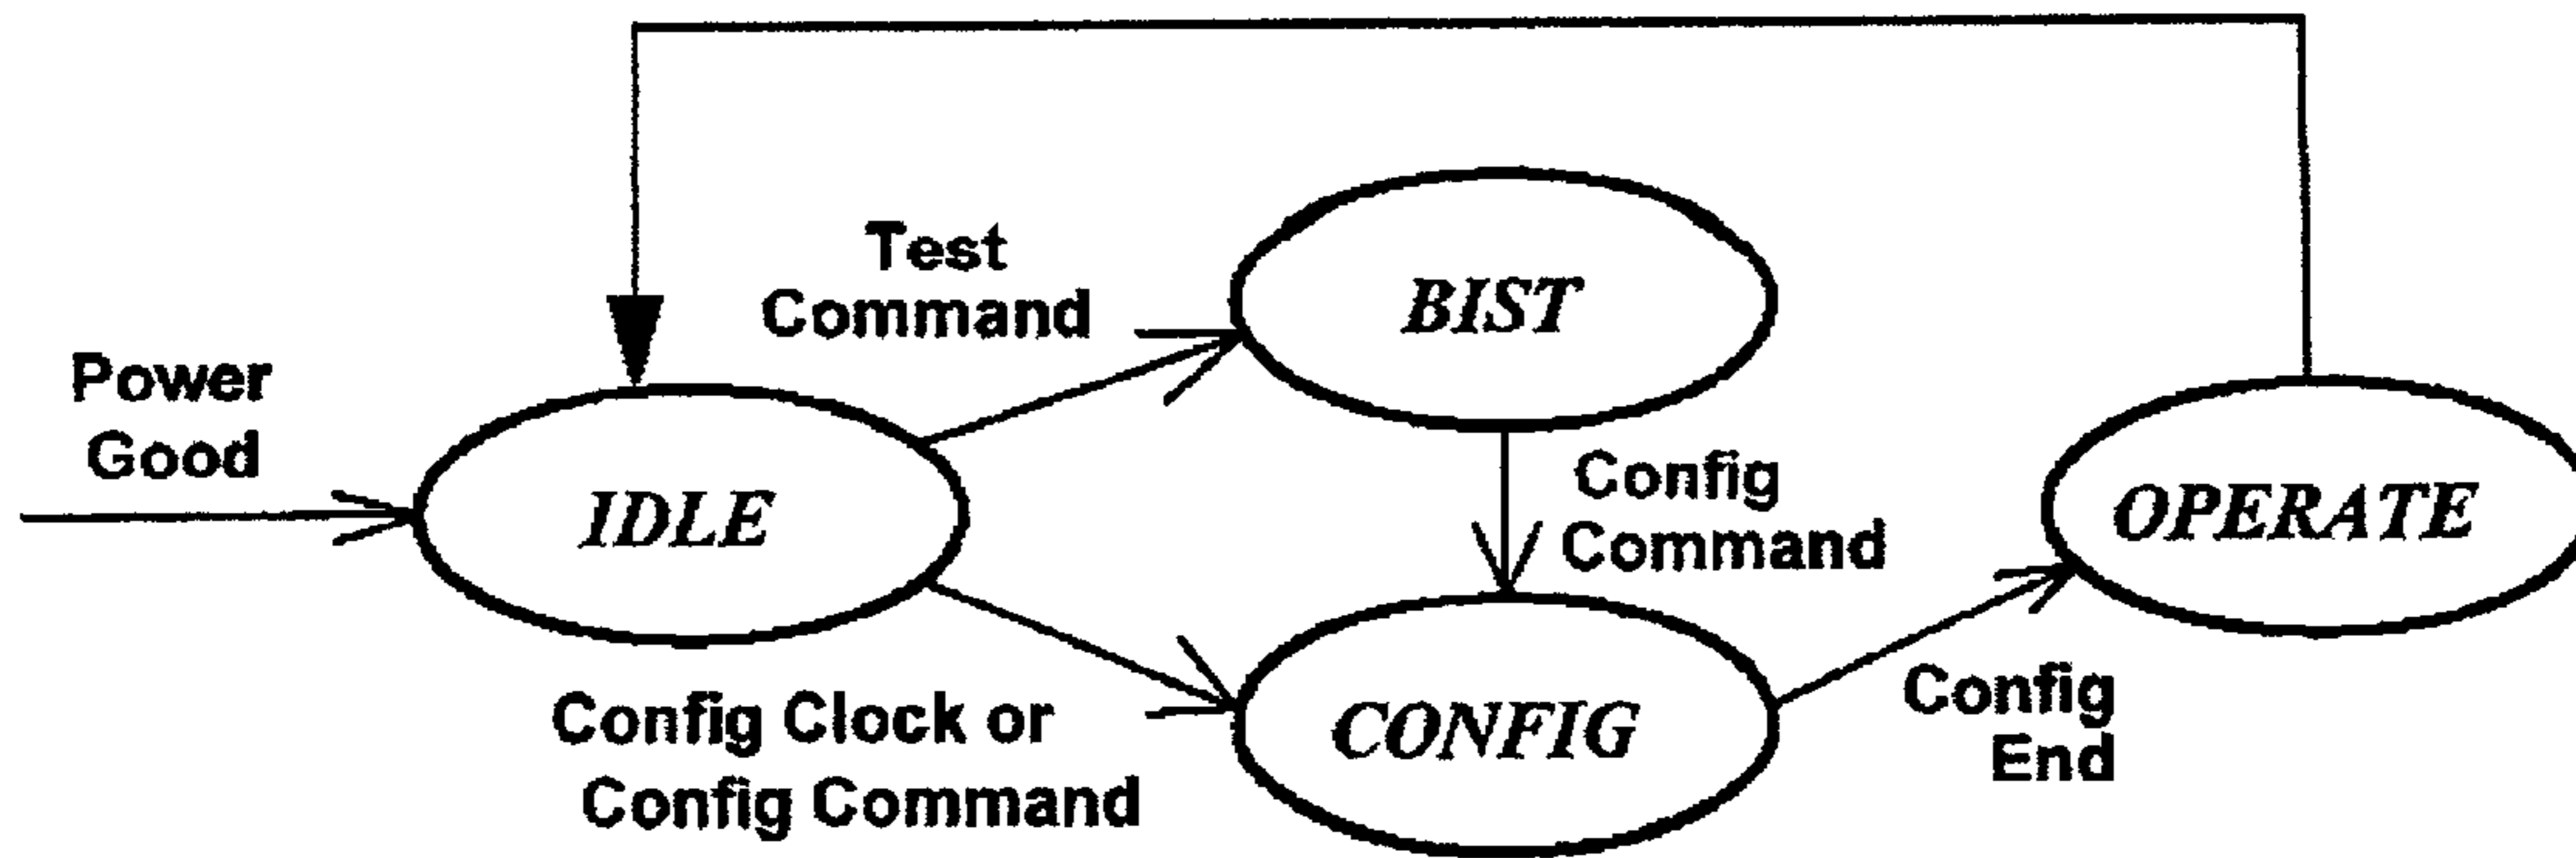 Test
Command
BIST
Power
Good
IDLE
Config
Command
OPERATE
Config Clock or
Config Command
CONFIG
Config
End